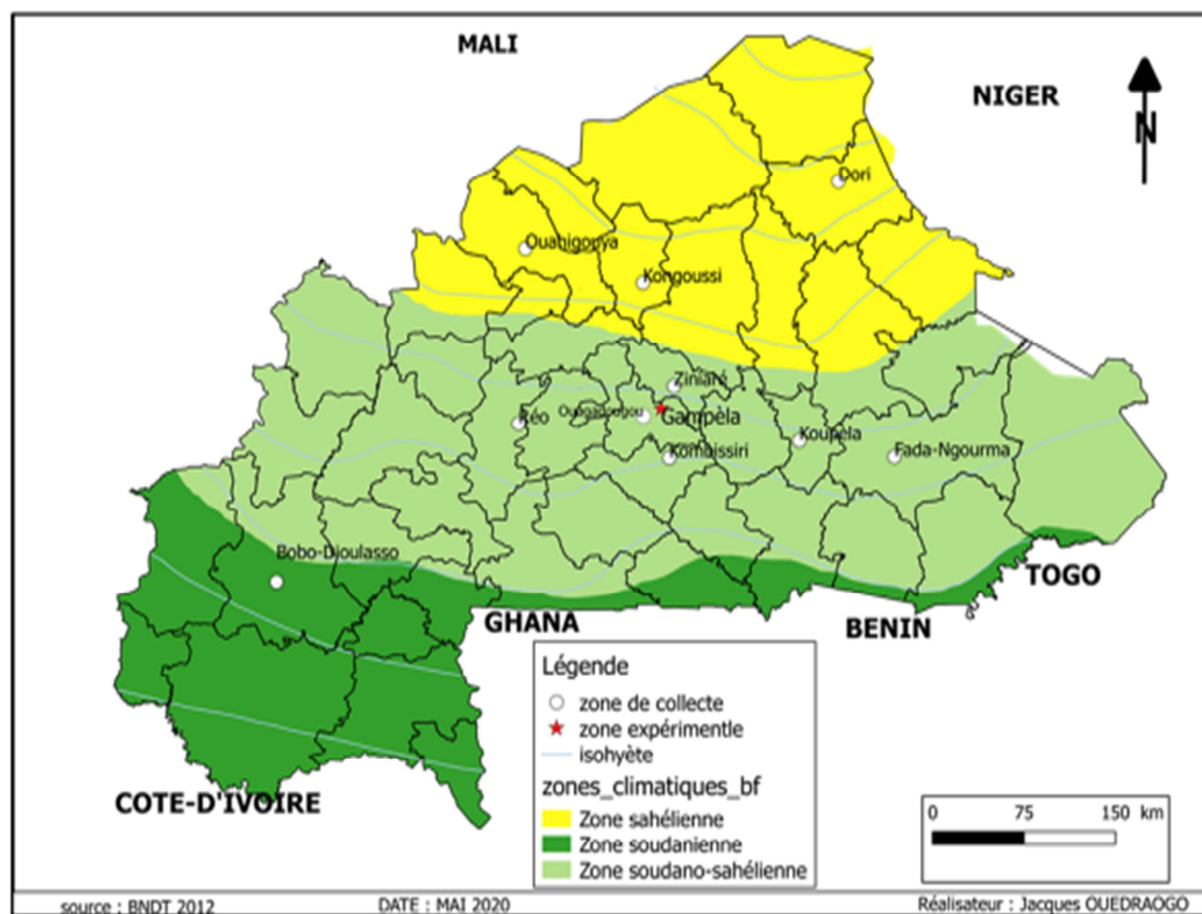 MALI
NIGER
N
Dori
Ouahigouya
Kongoussi
Ziniaré
Réo
Ouagadougou
Gampèla
Koupéla
Kombissiri
Fada-Ngourma
Bobo-Dioulasso
TOGO
GHANA
BENIN
COTE-D'IVOIRE
Légende
zone de collecte
zone expérimentle
isohyète
zones_climatiques_bf
Zone sahélienne
Zone soudanienne
Zone soudano-sahélienne
0 75 150 km
source : BNDT 2012 DATE : MAI 2020 Réalisateur : Jacques OUEDRAOGO